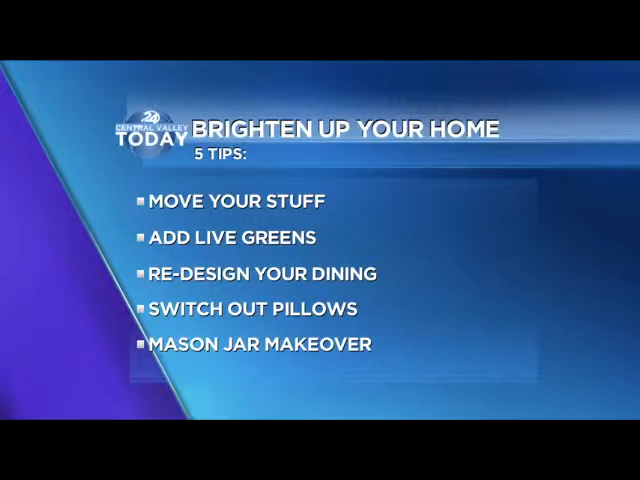 24
CENTRAL VALLEY
TODAY
BRIGHTEN UP YOUR HOME
5 TIPS:
MOVE YOUR STUFF
ADD LIVE GREENS
RE-DESIGN YOUR DINING
SWITCH OUT PILLOWS
MASON JAR MAKEOVER